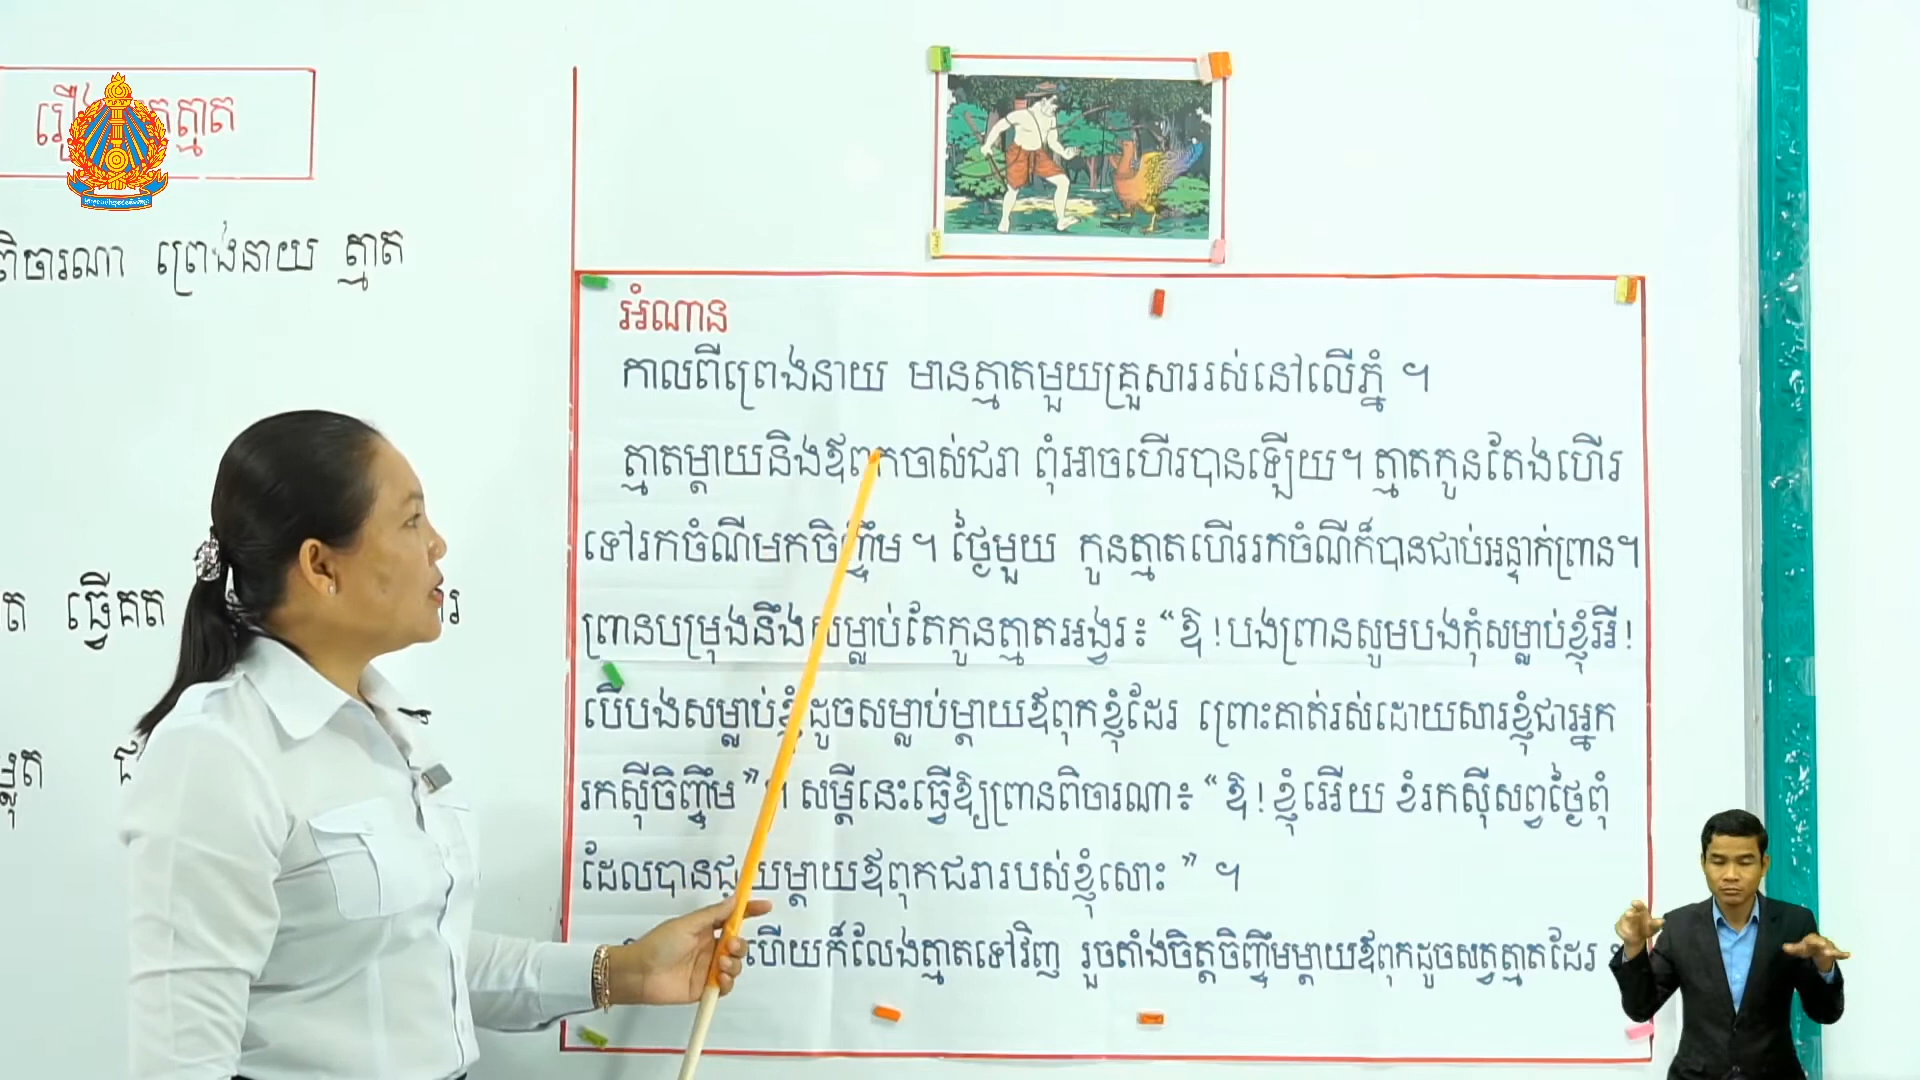 ត្មាត
ពិចារណា ព្រេងនាយ ត្មាត
ធ្វើគត
អំណាន
កាលពីព្រេងនាយ មានត្មាតមួយគ្រួសាររស់នៅលើភ្នំ ។
ត្មាតម្ដាយនិងឪពុកចាស់ជរា ពុំអាចហើរបានឡើយ។ ត្មាតកូនតែងហើរ
ទៅរកចំណីមកចិញ្ចឹម ។ ថ្ងៃមួយ កូនត្មាតហើររកចំណីក៏បានជាប់អន្ទាក់ព្រាន។
ព្រានបម្រុងនឹងសម្លាប់តែកូនត្មាតអង្វរ៖ “ ឱ ! បងព្រានសូមបងកុំសម្លាប់ខ្ញុំអី !
បើបងសម្លាប់ខ្ញុំដូចសម្លាប់ម្ដាយឪពុកខ្ញុំដែរ ព្រោះគាត់រស់ដោយសារខ្ញុំជាអ្នក
រកស៊ីចិញ្ចឹម ” ។ សម្ដីនេះធ្វើឱ្យព្រានពិចារណា៖ “ ឱ ! ខ្ញុំអើយ ខំរកស៊ីសព្វថ្ងៃពុំ
ដែលបានជួយម្ដាយឪពុកជរារបស់ខ្ញុំសោះ ” ។
ហើយក៏លែងត្មាតទៅវិញ រួចតាំងចិត្តចិញ្ចឹមម្ដាយឪពុកដូចសត្វត្មាតដែរ